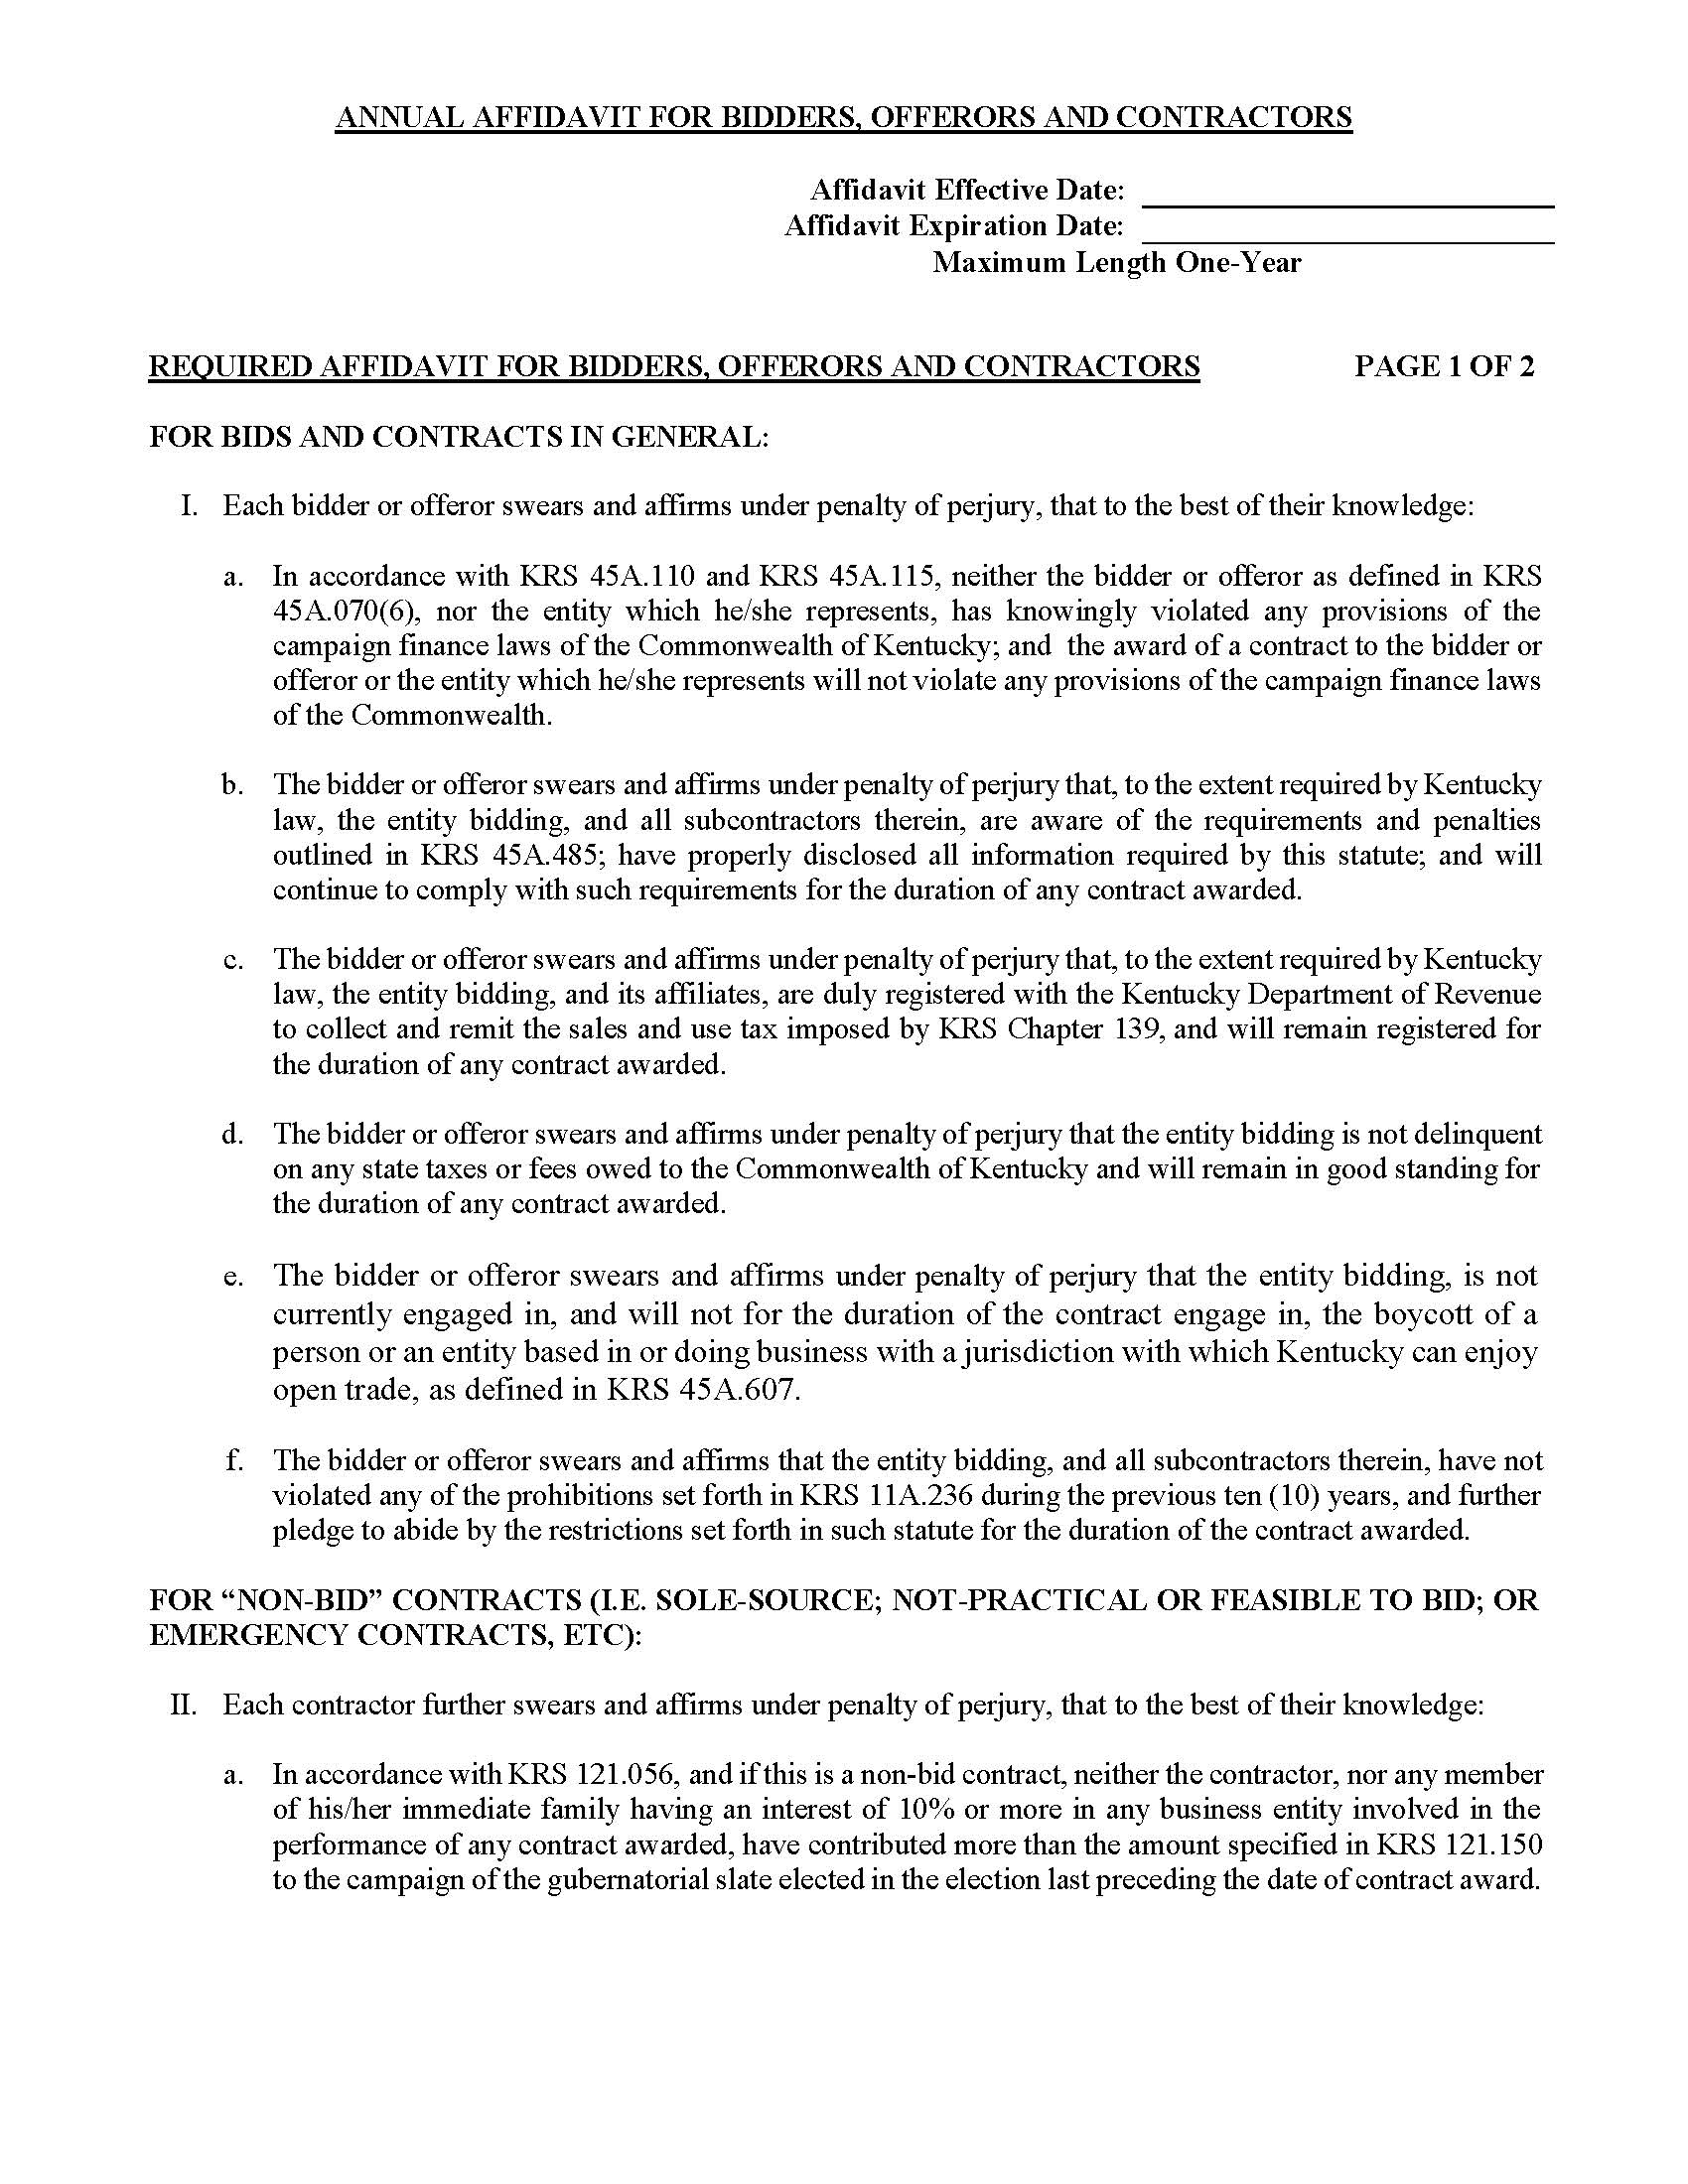 ANNUAL AFFIDAVIT FOR BIDDERS, OFFERORS AND CONTRACTORS
Affidavit Effective Date:
Affidavit Expiration Date:
Maximum Length One-Year
REQUIRED AFFIDAVIT FOR BIDDERS, OFFERORS AND CONTRACTORS PAGE 1 OF 2
FOR BIDS AND CONTRACTS IN GENERAL:
I. Each bidder or offeror swears and affirms under penalty of perjury, that to the best of their knowledge:
a. In accordance with KRS 45A.110 and KRS 45A.115, neither the bidder or offeror as defined in KRS
45A.070(6), nor the entity which he/she represents, has knowingly violated any provisions of the
campaign finance laws of the Commonwealth of Kentucky; and the award of a contract to the bidder or
offeror or the entity which he/she represents will not violate any provisions of the campaign finance laws
of the Commonwealth.
b. The bidder or offeror swears and affirms under penalty of perjury that, to the extent required by Kentucky
law, the entity bidding, and all subcontractors therein, are aware of the requirements and penalties
outlined in KRS 45A.485; have properly disclosed all information required by this statute; and will
continue to comply with such requirements for the duration of any contract awarded.
c. The bidder or offeror swears and affirms under penalty of perjury that, to the extent required by Kentucky
law, the entity bidding, and its affiliates, are duly registered with the Kentucky Department of Revenue
to collect and remit the sales and use tax imposed by KRS Chapter 139, and will remain registered for
the duration of any contract awarded.
d. The bidder or offeror swears and affirms under penalty of perjury that the entity bidding is not delinquent
on any state taxes or fees owed to the Commonwealth of Kentucky and will remain in good standing for
the duration of any contract awarded.
e. The bidder or offeror swears and affirms under penalty of perjury that the entity bidding, is not
currently engaged in, and will not for the duration of the contract engage in, the boycott of a
person or an entity based in or doing business with a jurisdiction with which Kentucky can enjoy
open trade, as defined in KRS 45A.607.
f. The bidder or offeror swears and affirms that the entity bidding, and all subcontractors therein, have not
violated any of the prohibitions set forth in KRS 11A.236 during the previous ten (10) years, and further
pledge to abide by the restrictions set forth in such statute for the duration of the contract awarded.
FOR “NON-BID” CONTRACTS (I.E. SOLE-SOURCE; NOT-PRACTICAL OR FEASIBLE TO BID; OR
EMERGENCY CONTRACTS, ETC):
II. Each contractor further swears and affirms under penalty of perjury, that to the best of their knowledge:
a. In accordance with KRS 121.056, and if this is a non-bid contract, neither the contractor, nor any member
of his/her immediate family having an interest of 10% or more in any business entity involved in the
performance of any contract awarded, have contributed more than the amount specified in KRS 121.150
to the campaign of the gubernatorial slate elected in the election last preceding the date of contract award.